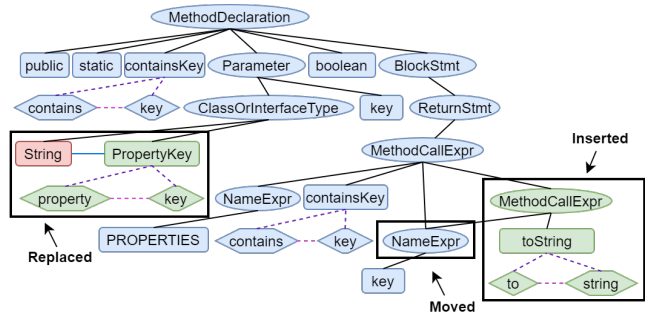 MethodDeclaration
public static containsKey Parameter boolean BlockStmt
contains key ClassOrInterfaceType key ReturnStmt
String PropertyKey MethodCallExpr Inserted
property key NameExpr containsKey MethodCallExpr
PROPERTIES contains key NameExpr toString
Replaced key to string
Moved